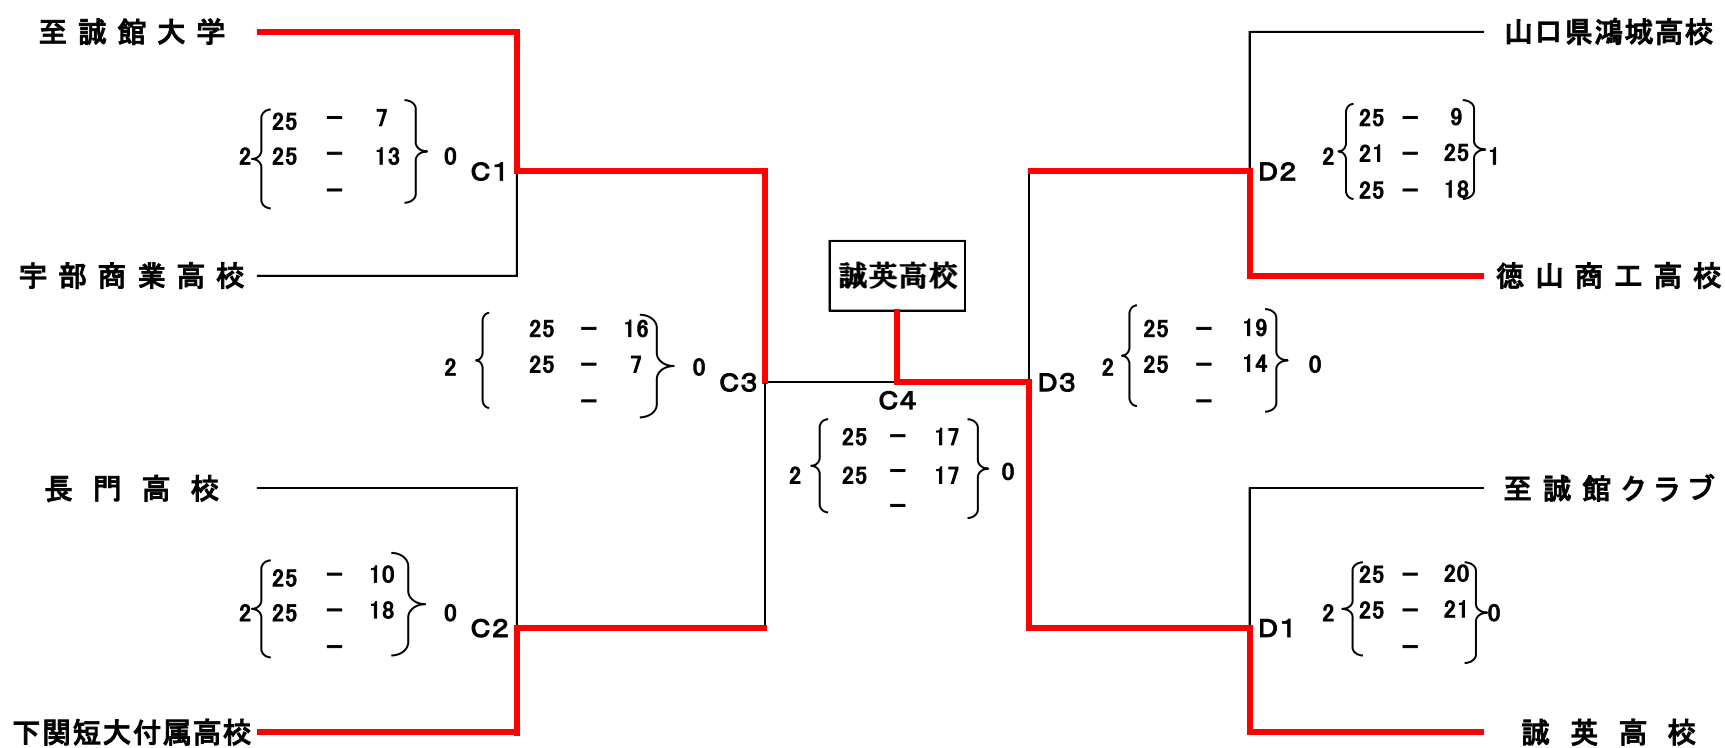 至誠館大学
山口県鴻城高校
25 − 7
2 25 − 13 0
−
C1
D2
25 − 9
2 21 − 25 1
25 − 18
宇部商業高校
誠英高校
徳山商工高校
25 − 16
2 25 − 7 0
−
C3
D3
25 − 19
2 25 − 14 0
−
C4
25 − 17
2 25 − 17 0
−
長門高校
至誠館クラブ
25 − 10
2 25 − 18 0
−
C2
D1
25 − 20
2 25 − 21 0
−
下関短大付属高校
誠英高校